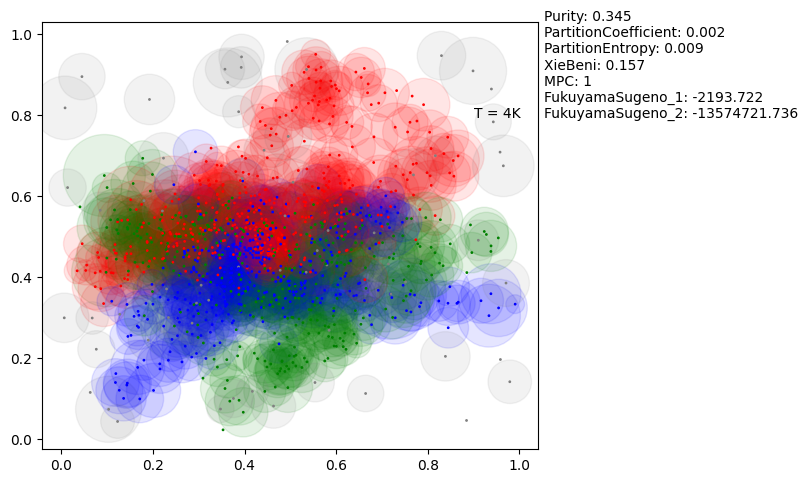 Purity: 0.345
PartitionCoefficient: 0.002
PartitionEntropy: 0.009
XieBeni: 0.157
MPC: 1
FukuyamaSugeno_1: -2193.722
FukuyamaSugeno_2: -13574721.736
T = 4K
1.0
0.8
0.6
0.4
0.2
0.0
0.0 0.2 0.4 0.6 0.8 1.0